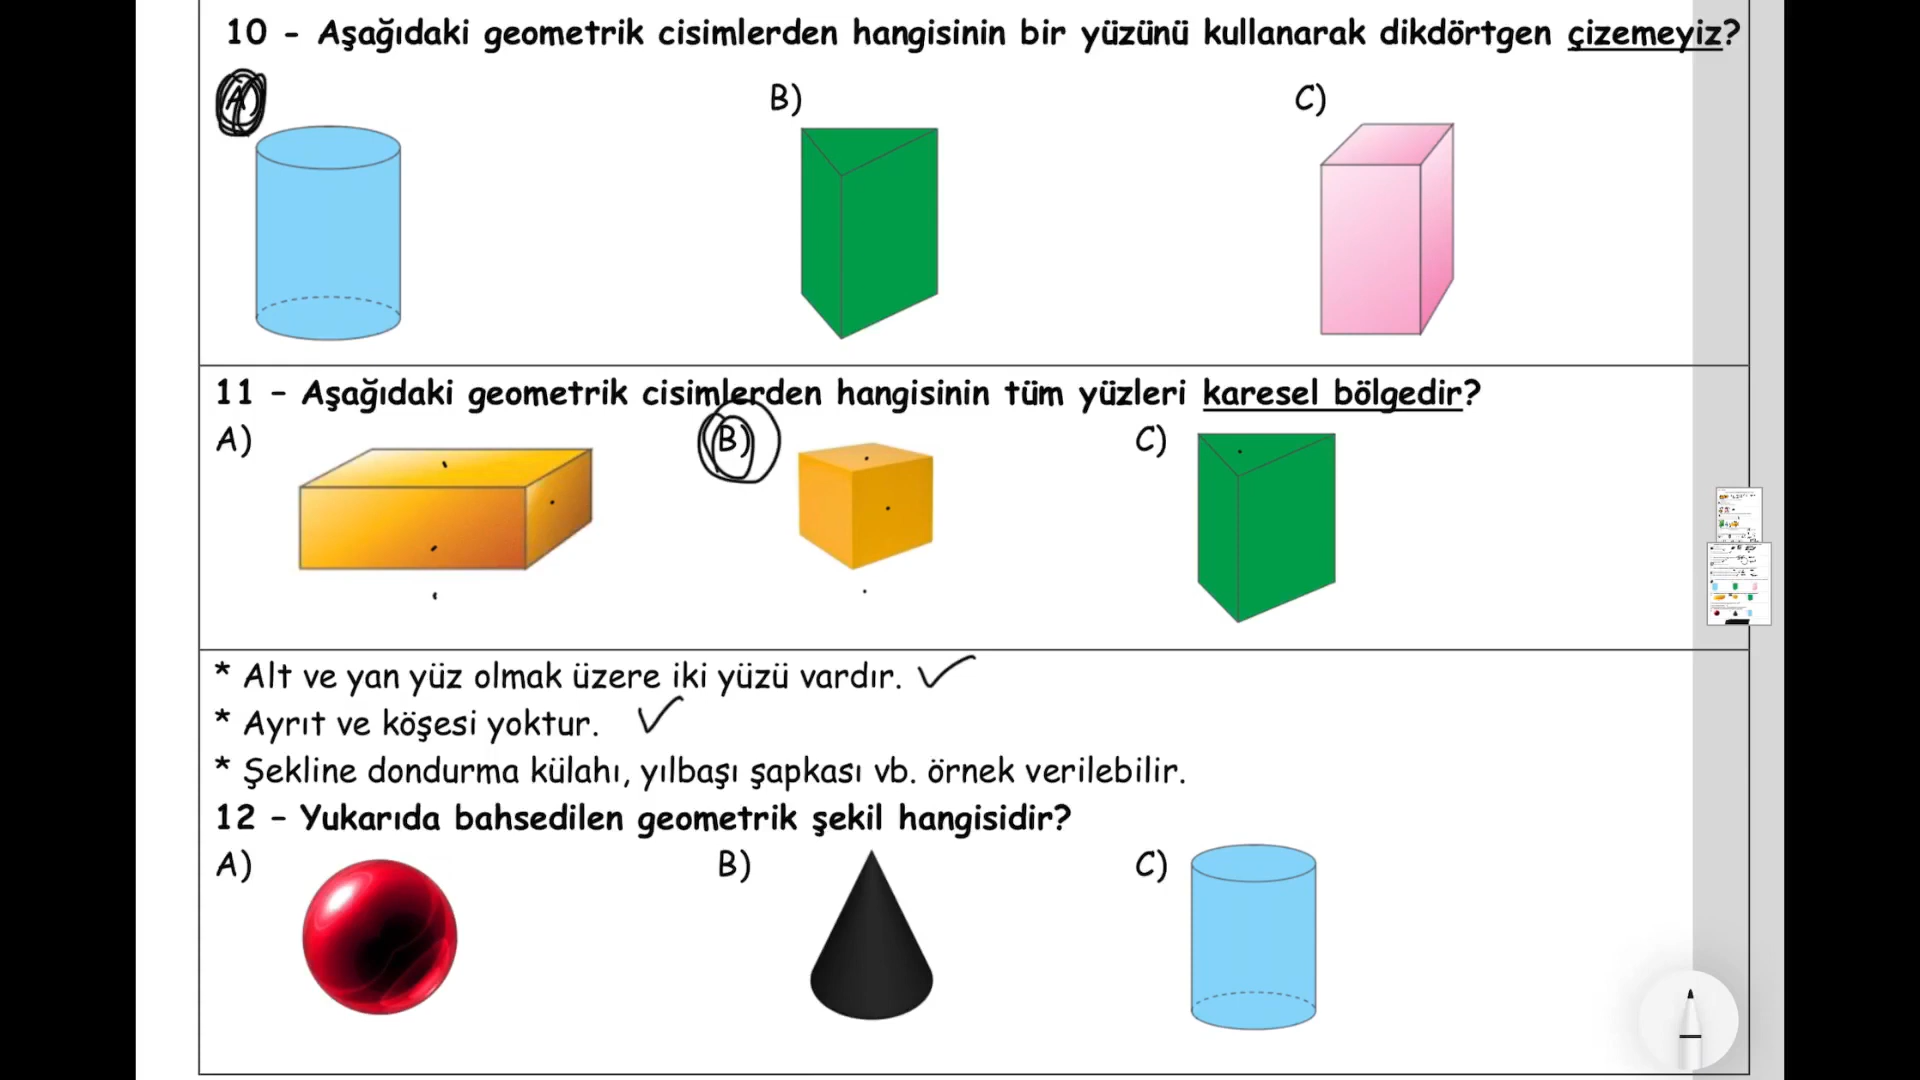 10 - Aşağıdaki geometrik cisimlerden hangisinin bir yüzünü kullanarak dikdörtgen çizemeyiz?
A)
B)
C)
11 - Aşağıdaki geometrik cisimlerden hangisinin tüm yüzleri karesel bölgedir?
A)
B)
C)
* Alt ve yan yüz olmak üzere iki yüzü vardır.
* Ayrıt ve köşesi yoktur.
* Şekline dondurma külahı, yılbaşı şapkası vb. örnek verilebilir.
12 - Yukarıda bahsedilen geometrik şekil hangisidir?
A)
B)
C)